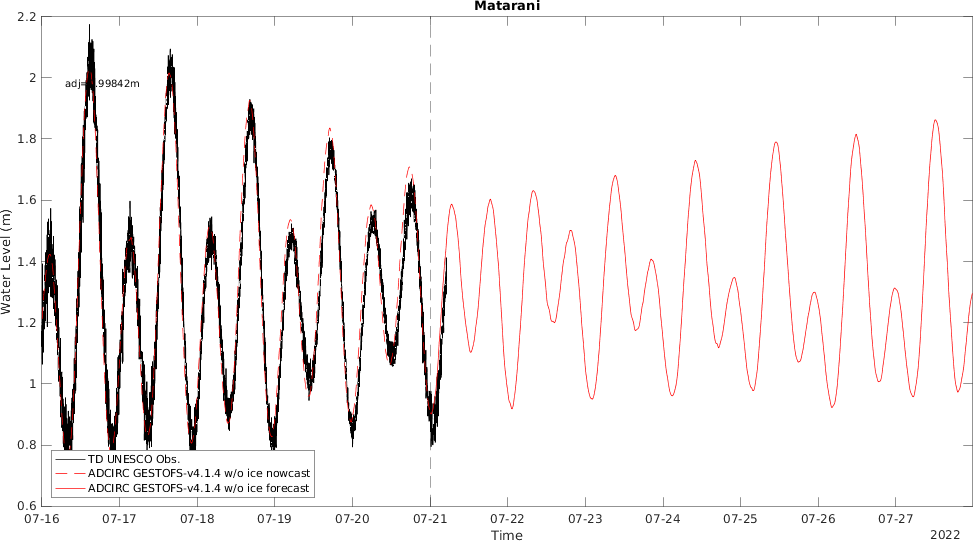 Matarani
2.2
2
1.8
1.6
1.4
1.2
1
0.8
0.6
Water Level (m)
.99842m
TD UNESCO Obs.
ADCIRC GESTOFS-v4.1.4 w/o ice nowcast
ADCIRC GESTOFS-v4.1.4 w/o ice forecast
07-16 07-17 07-18 07-19 07-20 07-21 07-22 07-23 07-24 07-25 07-26 07-27
Time
2022